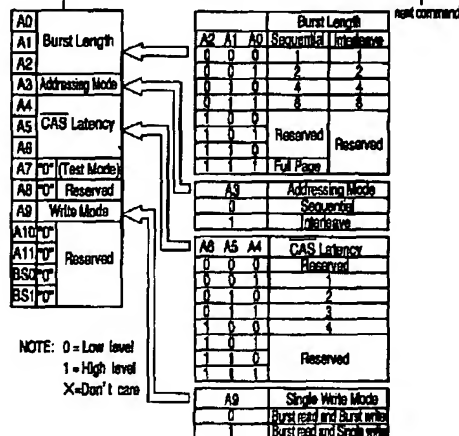 next command
A0
A1 Burst Length
A2
A3 Addressing Mode
A4
A5 CAS Latency
A6
A7 "0" (Test Mode)
A8 "0" Reserved
A9 Write Mode
A10 "0"
A11 "0" Reserved
BS0 "0"
BS1 "0"
NOTE: 0 = Low level
1 = High level
X=Don't care
Burst Length
A2 A1 A0 Sequential Interleave
0 0 0 1 1
0 0 1 2 2
0 1 0 4 4
0 1 1 8 8
1 0 0
1 0 1 Reserved
1 1 0 Reserved
1 1 1 Full Page
A3 Addressing Mode
0 Sequential
1 Interleave
A6 A5 A4 CAS Latency
0 0 0 Reserved
0 0 1 1
0 1 0 2
0 1 1 3
1 0 0 4
1 0 1
1 1 0 Reserved
1 1 1
A9 Single Write Mode
0 Burst read and Burst write
1 Burst read and Single write